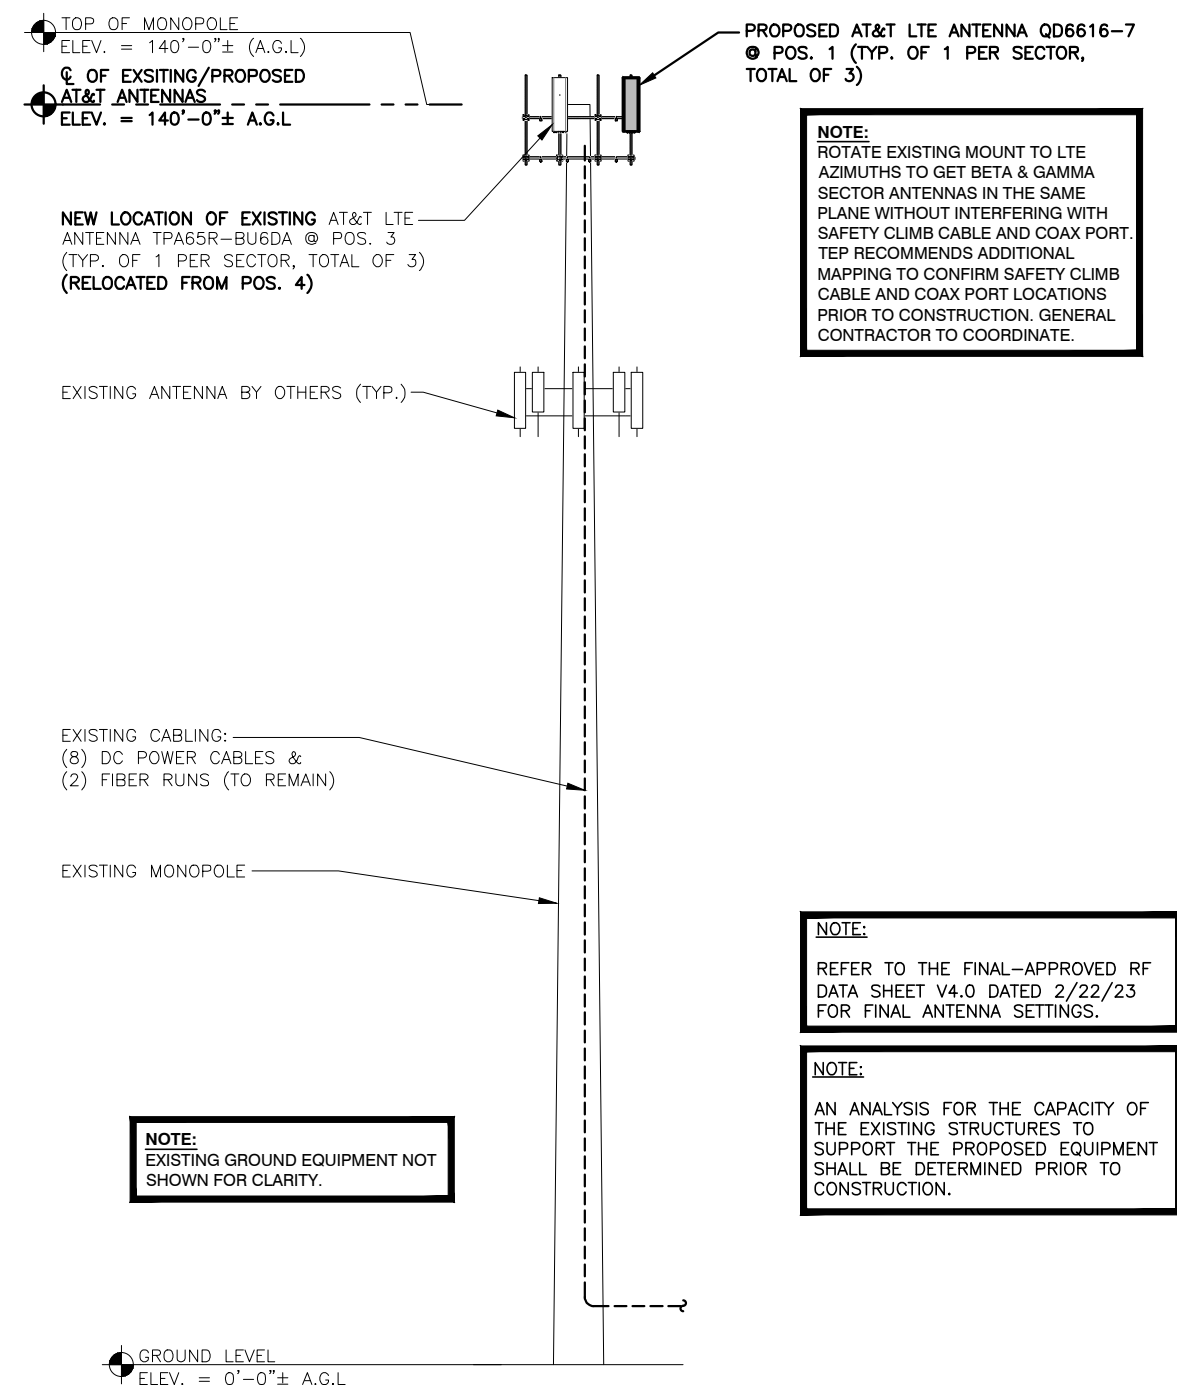 TOP OF MONOPOLE
ELEV. = 140'-0"± (A.G.L)
℄ OF EXSITING/PROPOSED
AT&T ANTENNAS
ELEV. = 140'-0"± A.G.L
PROPOSED AT&T LTE ANTENNA QD6616-7
@ POS. 1 (TYP. OF 1 PER SECTOR,
TOTAL OF 3)
NOTE:
ROTATE EXISTING MOUNT TO LTE
AZIMUTHS TO GET BETA & GAMMA
SECTOR ANTENNAS IN THE SAME
PLANE WITHOUT INTERFERING WITH
SAFETY CLIMB CABLE AND COAX PORT.
TEP RECOMMENDS ADDITIONAL
MAPPING TO CONFIRM SAFETY CLIMB
CABLE AND COAX PORT LOCATIONS
PRIOR TO CONSTRUCTION. GENERAL
CONTRACTOR TO COORDINATE.
NEW LOCATION OF EXISTING AT&T LTE
ANTENNA TPA65R-BU6DA @ POS. 3
(TYP. OF 1 PER SECTOR, TOTAL OF 3)
(RELOCATED FROM POS. 4)
EXISTING ANTENNA BY OTHERS (TYP.)
EXISTING CABLING:
(8) DC POWER CABLES &
(2) FIBER RUNS (TO REMAIN)
EXISTING MONOPOLE
NOTE:
REFER TO THE FINAL-APPROVED RF
DATA SHEET V4.0 DATED 2/22/23
FOR FINAL ANTENNA SETTINGS.
NOTE:
AN ANALYSIS FOR THE CAPACITY OF
THE EXISTING STRUCTURES TO
SUPPORT THE PROPOSED EQUIPMENT
SHALL BE DETERMINED PRIOR TO
CONSTRUCTION.
NOTE:
EXISTING GROUND EQUIPMENT NOT
SHOWN FOR CLARITY.
GROUND LEVEL
ELEV. = 0'-0"± A.G.L